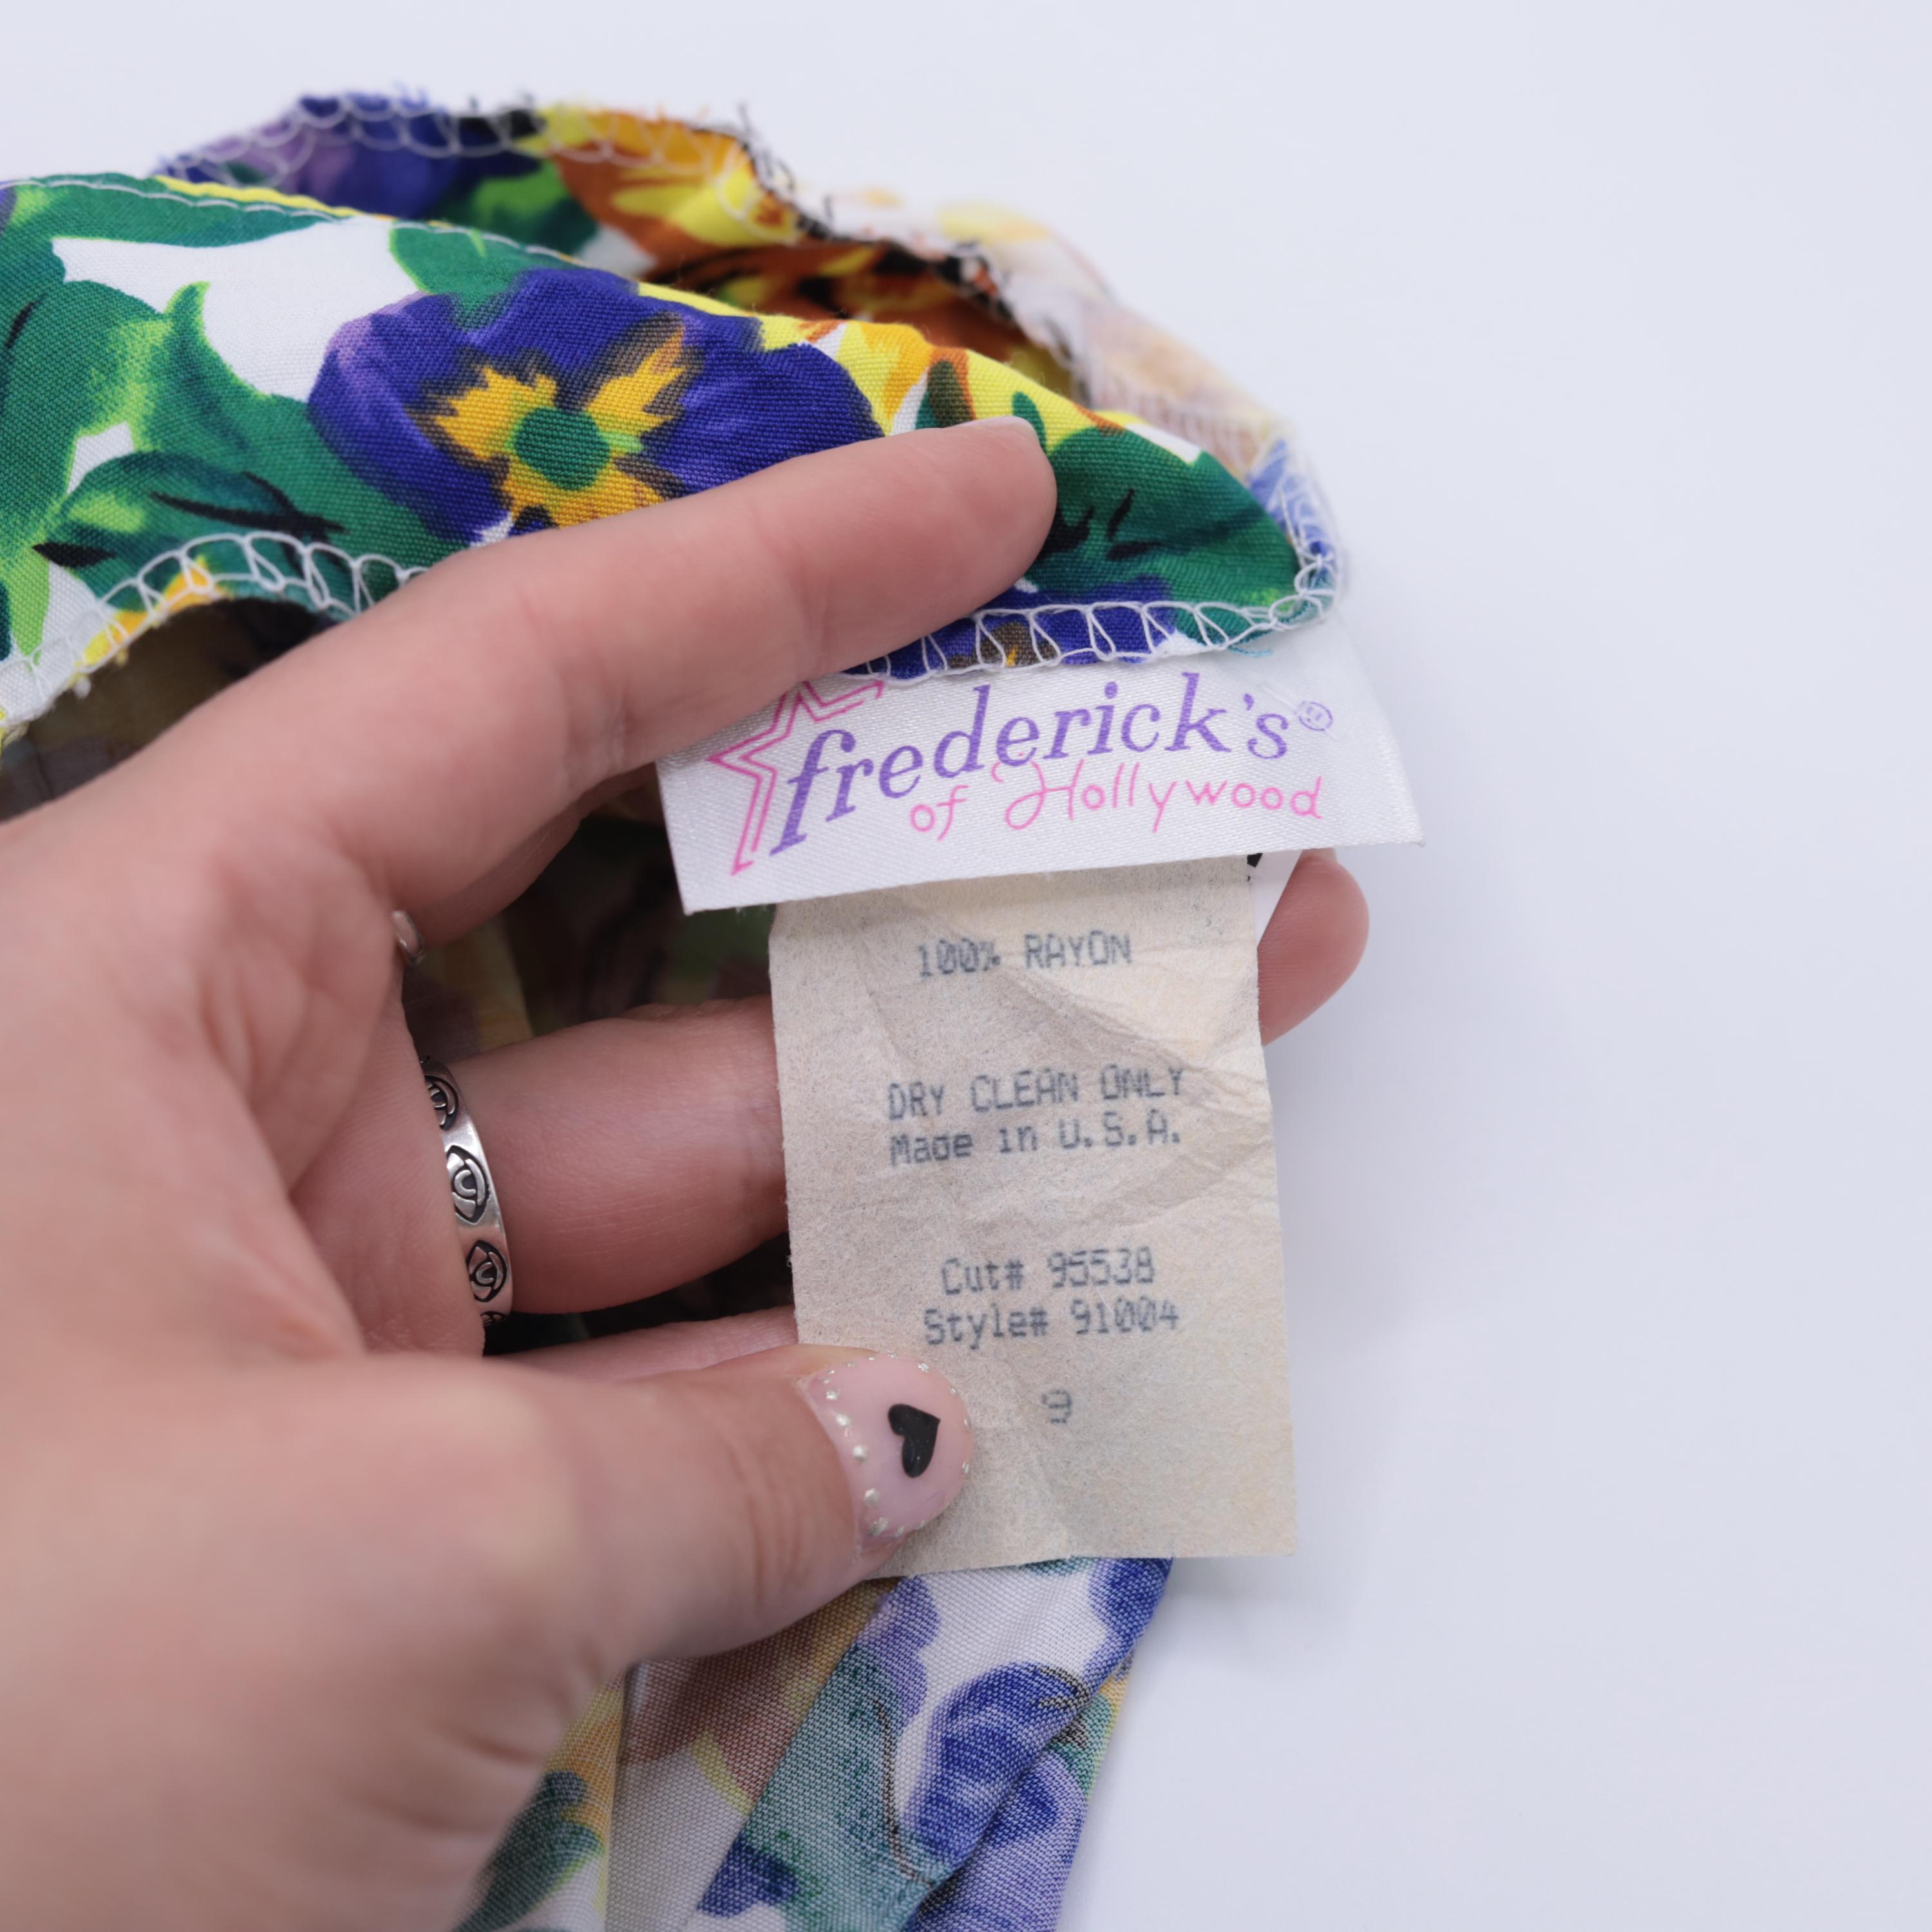 frederick's®
of Hollywood
100% RAYON
DRY CLEAN ONLY
Made in U.S.A.
Cut# 95538
Style# 91004
9